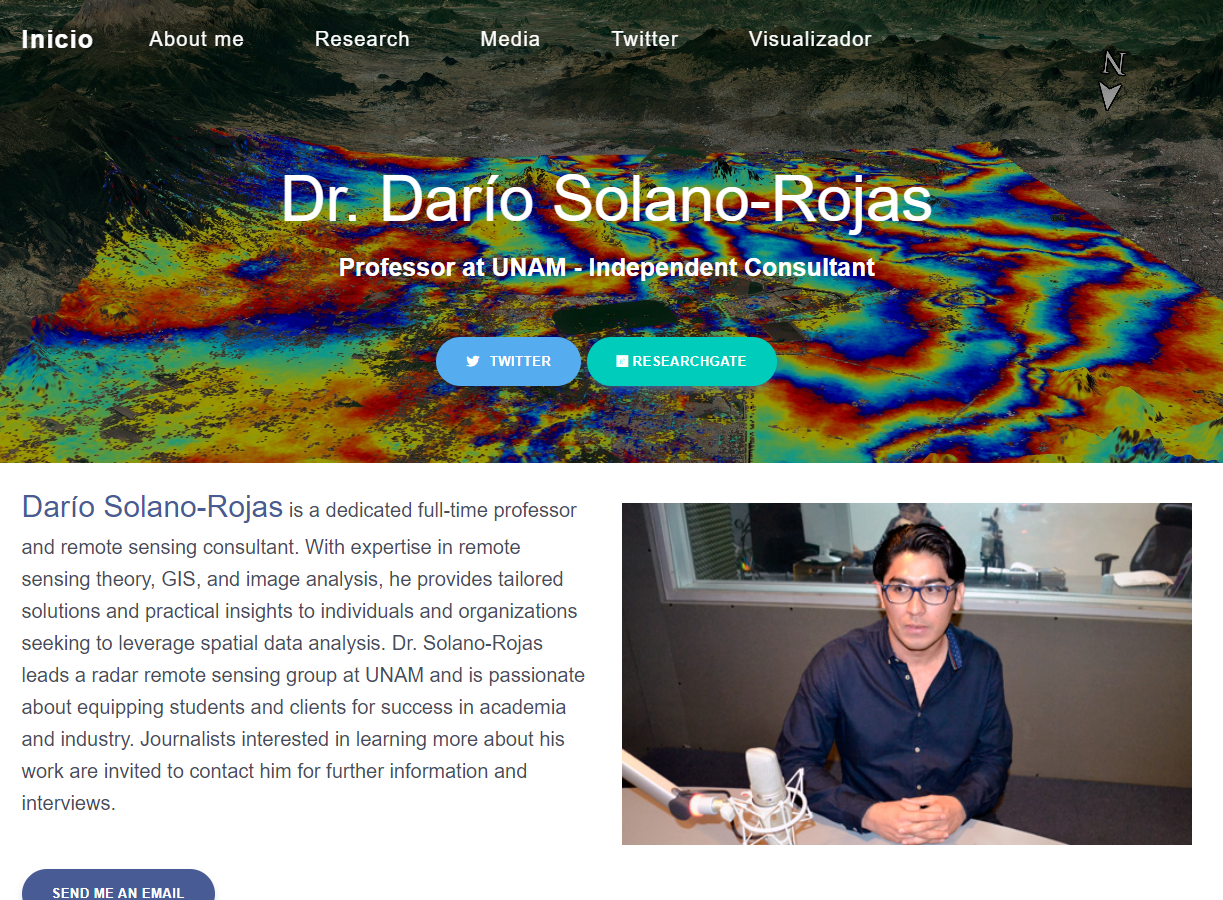 Inicio About me Research Media Twitter Visualizador
N
Dr. Darío Solano-Rojas
Professor at UNAM - Independent Consultant
TWITTER RESEARCHGATE
Darío Solano-Rojas is a dedicated full-time professor
and remote sensing consultant. With expertise in remote
sensing theory, GIS, and image analysis, he provides tailored
solutions and practical insights to individuals and organizations
seeking to leverage spatial data analysis. Dr. Solano-Rojas
leads a radar remote sensing group at UNAM and is passionate
about equipping students and clients for success in academia
and industry. Journalists interested in learning more about his
work are invited to contact him for further information and
interviews.
SEND ME AN EMAIL